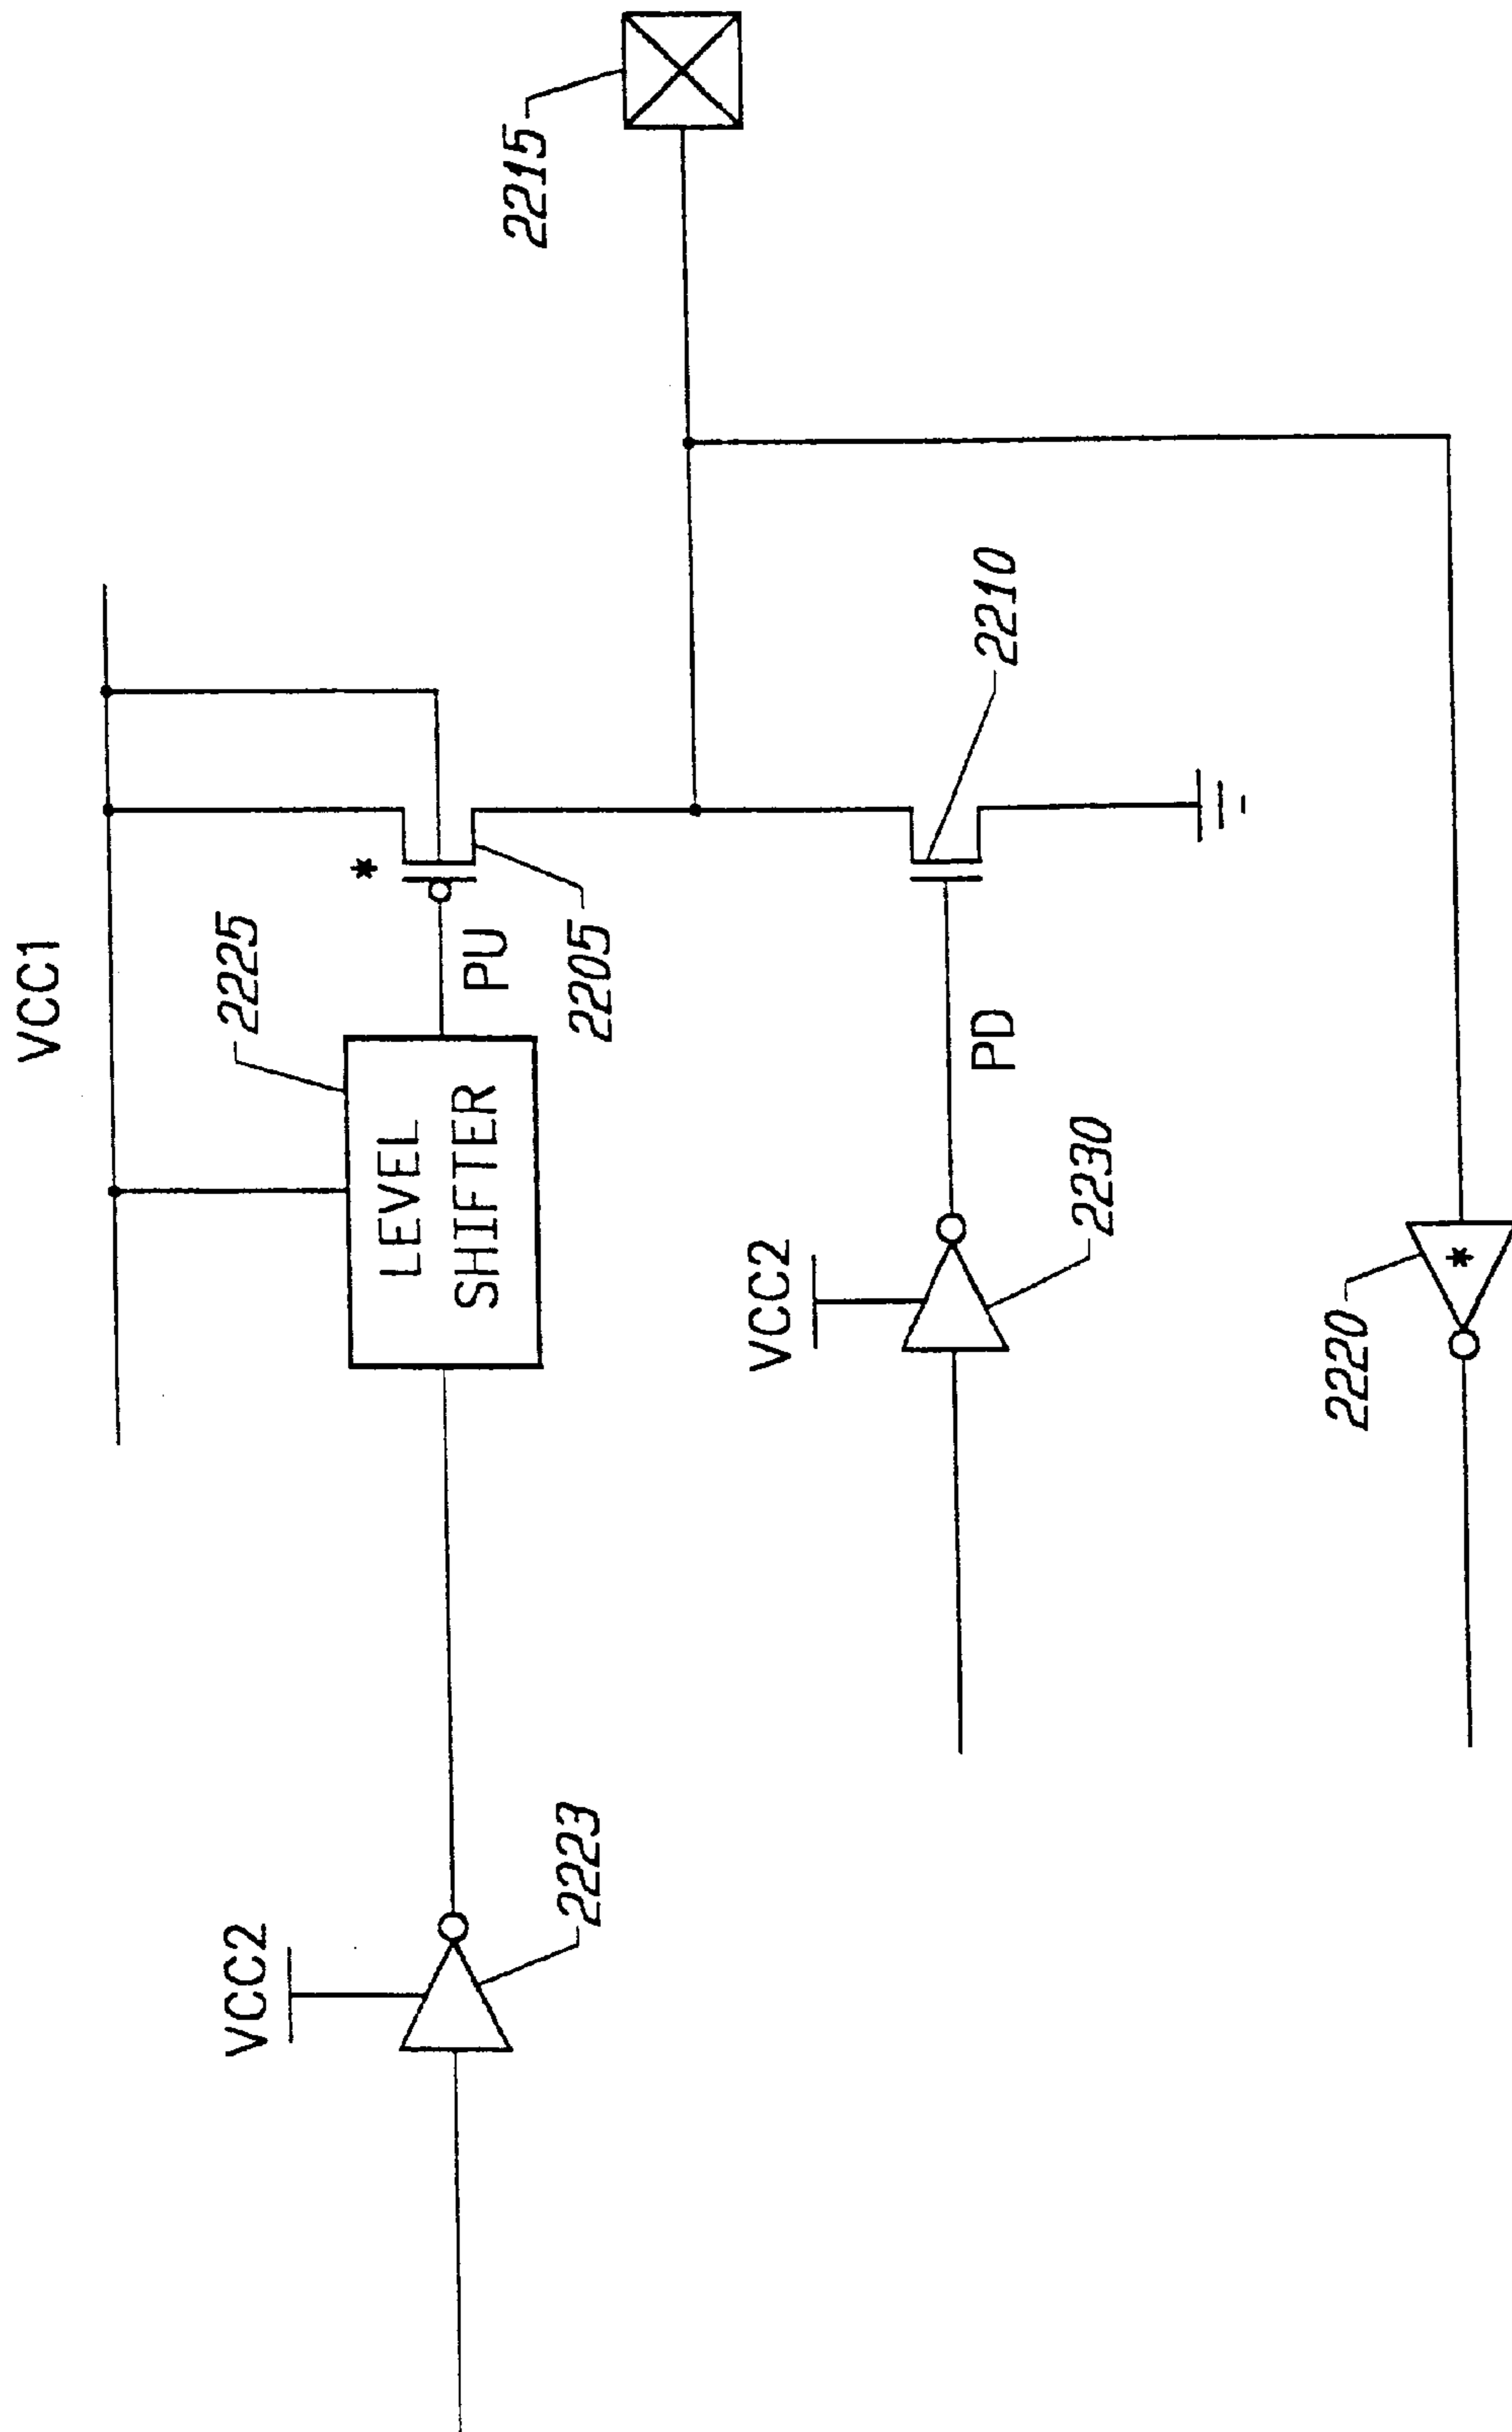 VCC1
2225
*
LEVEL
SHIFTER
PU
2205
2215
VCC2
2223
VCC2
PD
2210
2230
2220
*